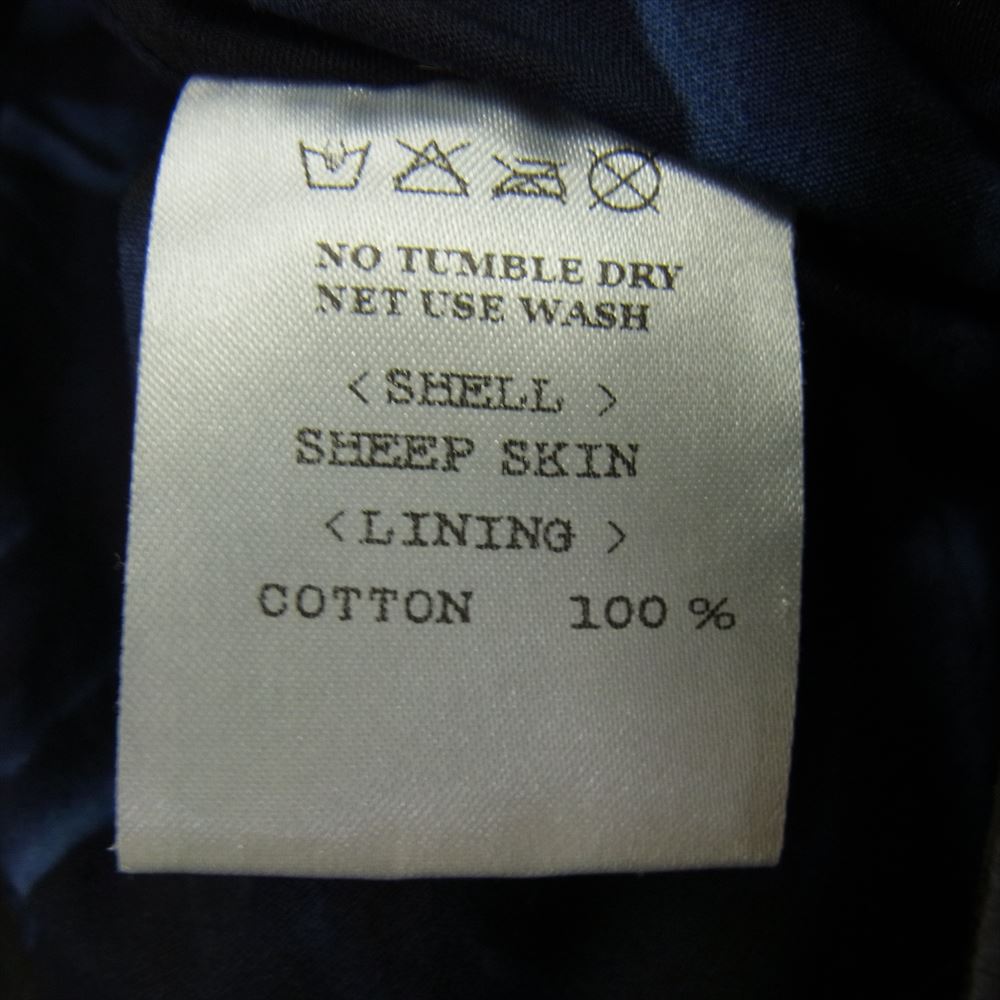 NO TUMBLE DRY
NET USE WASH
< SHELL >
SHEEP SKIN
< LINING >
COTTON 100 %